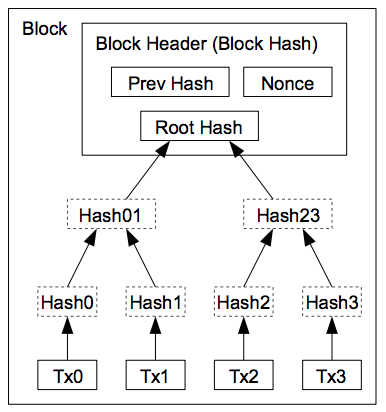 Block
Block Header (Block Hash)
Prev Hash
Nonce
Root Hash
Hash01
Hash23
Hash0
Hash1
Hash2
Hash3
Tx0
Tx1
Tx2
Tx3